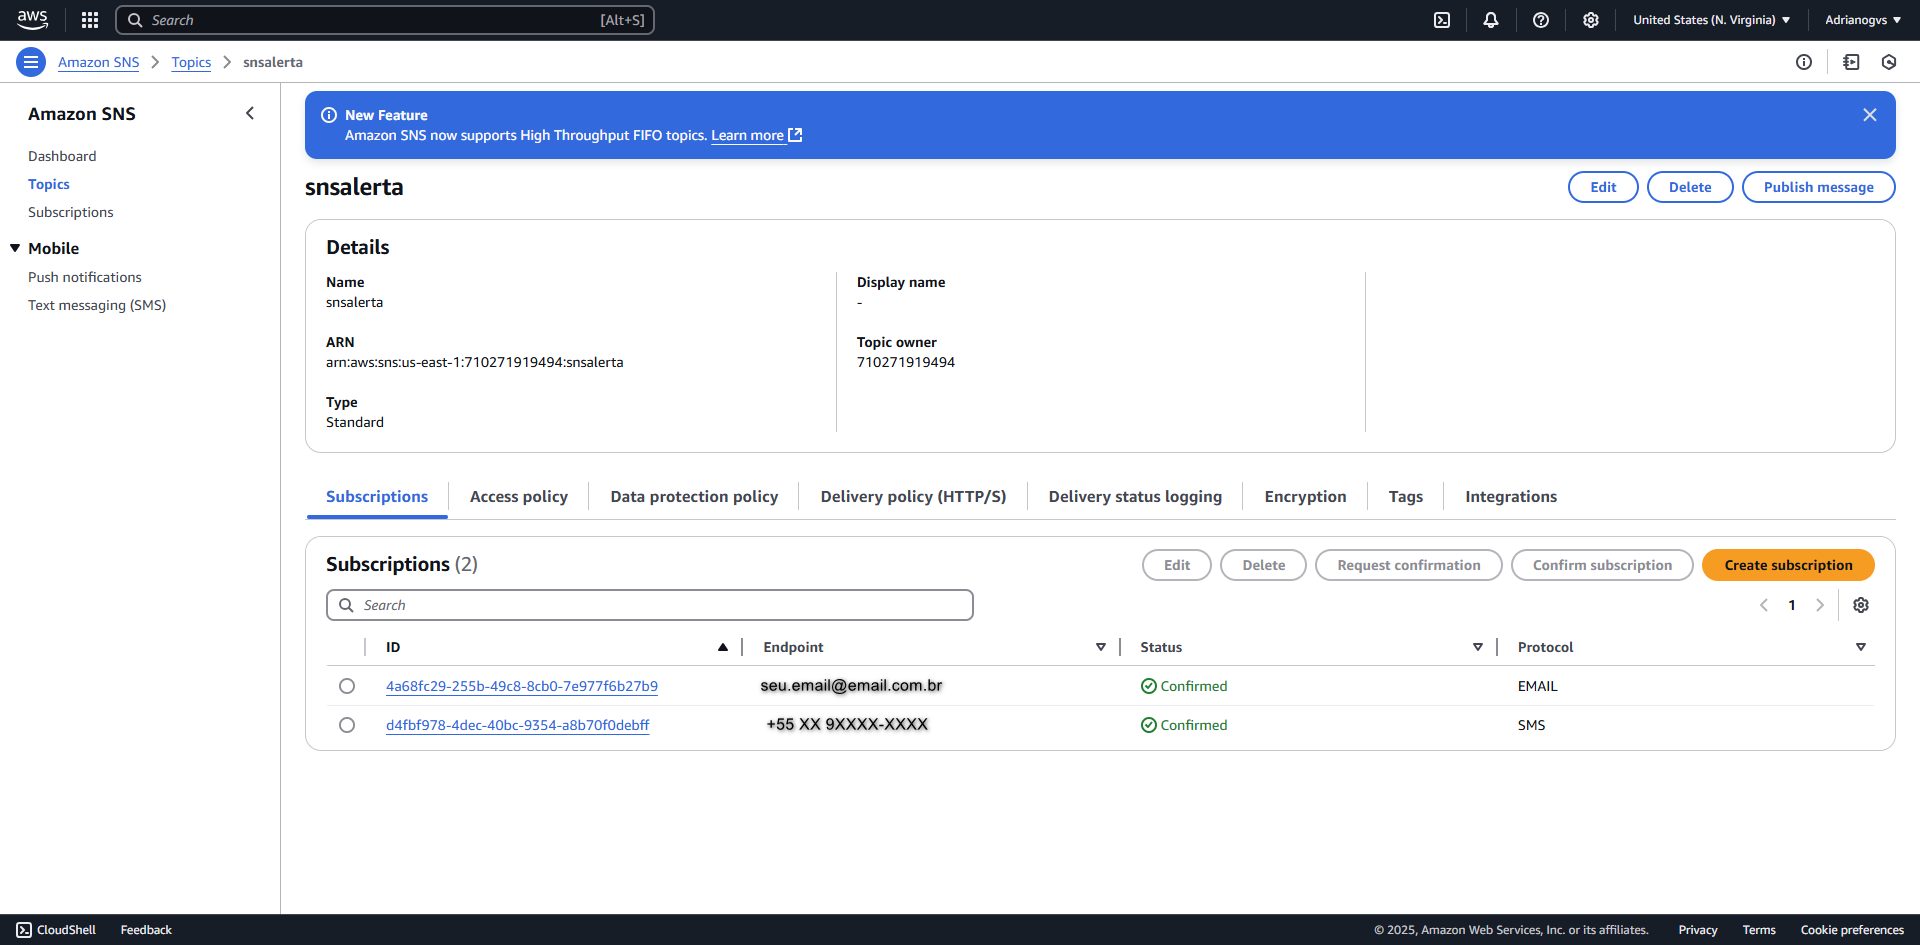 aws
Search [Alt+S]
United States (N. Virginia)
Adrianogvs
Amazon SNS
Topics
snsalerta
Amazon SNS
Dashboard
Topics
Subscriptions
Mobile
Push notifications
Text messaging (SMS)
New Feature
Amazon SNS now supports High Throughput FIFO topics. Learn more
snsalerta
Edit
Delete
Publish message
Details
Name
snsalerta
ARN
arn:aws:sns:us-east-1:710271919494:snsalerta
Type
Standard
Display name
-
Topic owner
710271919494
Subscriptions
Access policy
Data protection policy
Delivery policy (HTTP/S)
Delivery status logging
Encryption
Tags
Integrations
Subscriptions (2)
Edit
Delete
Request confirmation
Confirm subscription
Create subscription
Search
1
ID Endpoint Status Protocol
4a68fc29-255b-49c8-8cb0-7e977f6b27b9 seu.email@email.com.br Confirmed EMAIL
d4fbf978-4dec-40bc-9354-a8b70f0debff +55 XX 9XXXX-XXXX Confirmed SMS
CloudShell
Feedback
© 2025, Amazon Web Services, Inc. or its affiliates.
Privacy
Terms
Cookie preferences